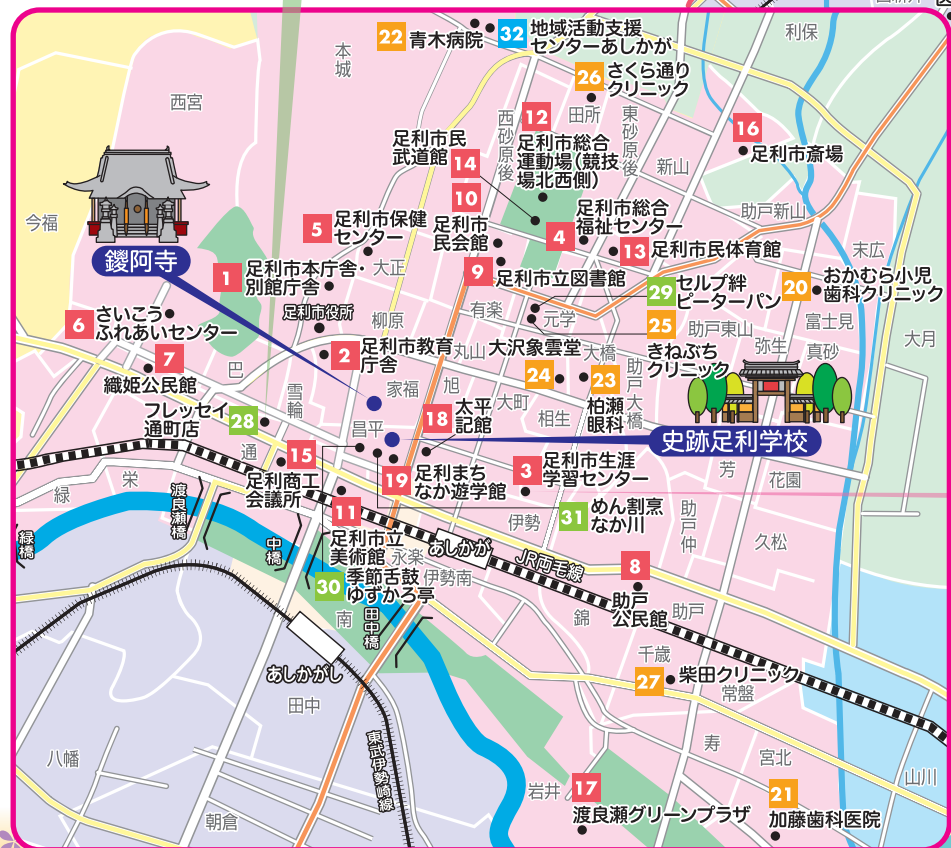 利保
22
青木病院
32
地域活動支援
センターあしかが
本城
西宮
26
さくら通り
クリニック
田所
西砂原後
東砂原後
12
足利市総合
運動場(競技
場北西側)
16
足利市斎場
足利市民
武道館
14
新山
10
足利市
民会館
助戸新山
今福
鑁阿寺
5
足利市保健
センター
大正
4
足利市総合
福祉センター
13
足利市民体育館
末広
1
足利市本庁舎・
別館庁舎
9
足利市立図書館
29
セルプ絆
ピーターパン
20
おかむら小児
歯科クリニック
足利市役所
6
さいこう
ふれあいセンター
柳原
有楽
元学
25
きねぶち
クリニック
助戸東山
富士見
大月
7
織姫公民館
2
足利市教育
庁舎
丸山
大沢象雲堂
大橋
弥生
真砂
巴
雪輪
家福
旭
24
23
柏瀬
眼科
助戸大橋
大町
相生
フレッセイ
通町店
28
通
昌平
18
太平
記館
史跡足利学校
15
足利商工
会議所
19
足利まち
なか遊学館
3
足利市生涯
学習センター
芳
花園
栄
緑
渡良瀬橋
緑橋
中橋
11
足利市立
美術館
伊勢
31
めん割烹
なか川
助戸仲
久松
永楽
あしかが
JR両毛線
30
季節舌鼓
ゆずかろ亭
伊勢南
8
助戸
公民館
助戸
錦
南
田中橋
あしかがし
千歳
27
柴田クリニック
常盤
田中
東武伊勢崎線
寿
宮北
八幡
山川
岩井
17
渡良瀬グリーンプラザ
21
加藤歯科医院
朝倉